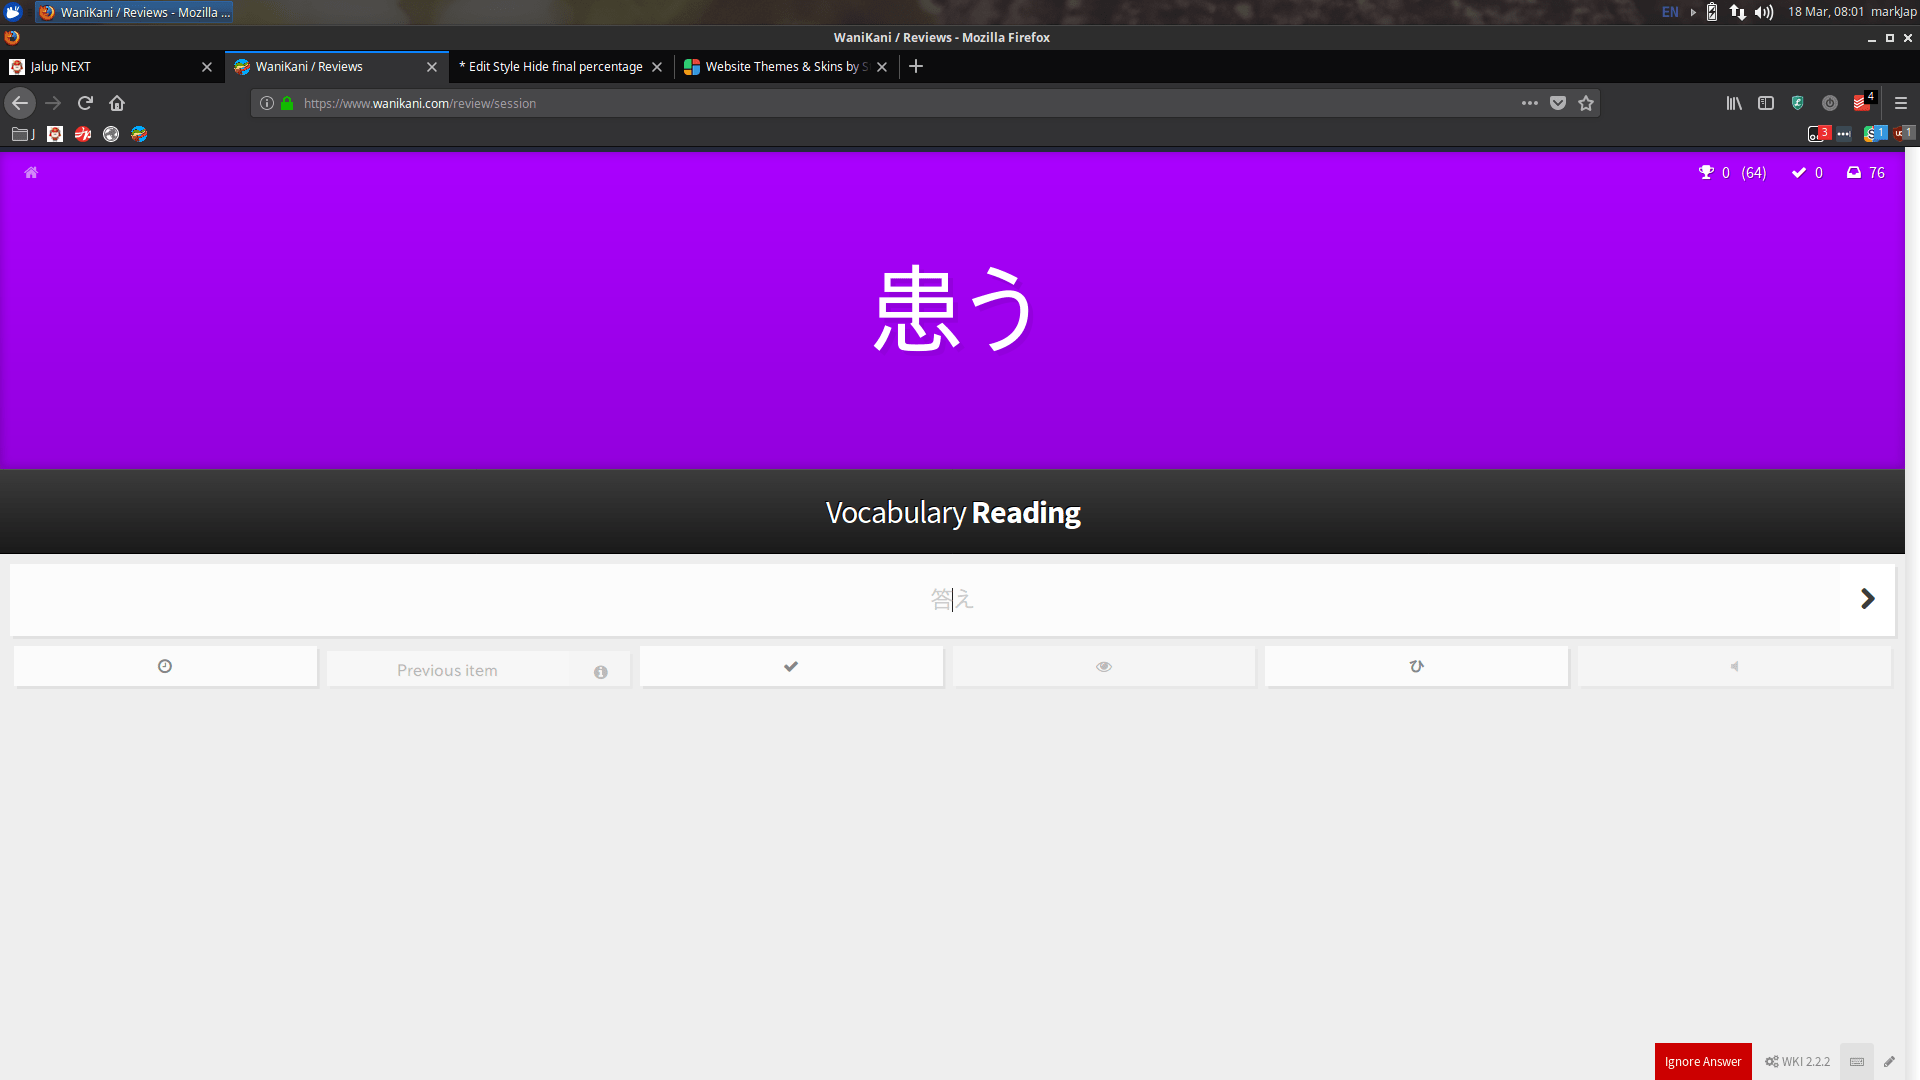 WaniKani / Reviews - Mozilla ...
EN
18 Mar, 08:01 markJap
WaniKani / Reviews - Mozilla Firefox
Jalup NEXT
WaniKani / Reviews
* Edit Style Hide final percentage
Website Themes & Skins by S
https://www.wanikani.com/review/session
4
J
3
1
1
0 (64) 0 76
患う
Vocabulary Reading
答え
Previous item
ひ
Ignore Answer
WKI 2.2.2